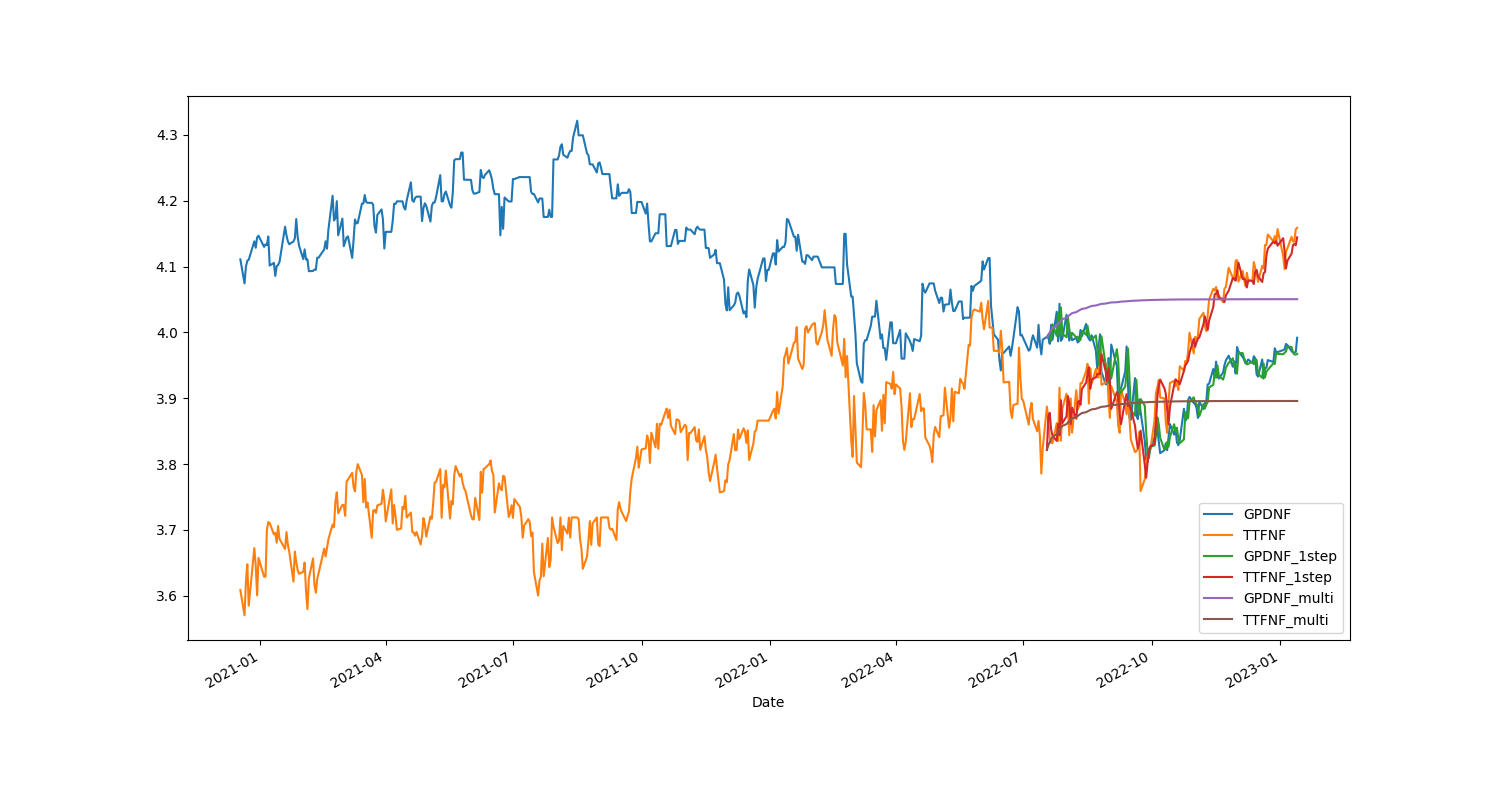 4.3
4.2
4.1
4.0
3.9
3.8
3.7
3.6
2021-01
2021-04
2021-07
2021-10
2022-01
2022-04
2022-07
2022-10
2023-01
Date
GPDNF
TTFNF
GPDNF_1step
TTFNF_1step
GPDNF_multi
TTFNF_multi